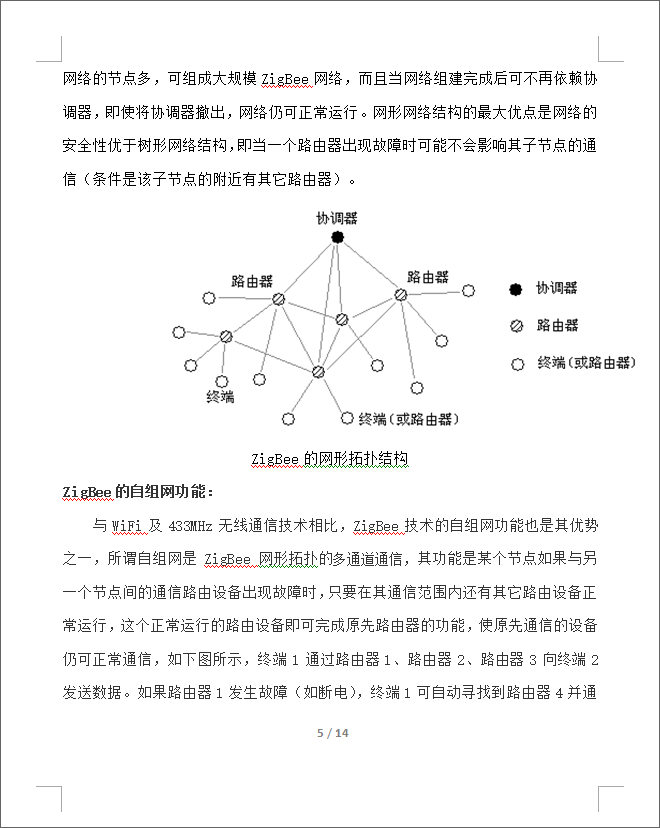 网络的节点多，可组成大规模 ZigBee 网络，而且当网络组建完成后可不再依赖协
调器，即使将协调器撤出，网络仍可正常运行。网形网络结构的最大优点是网络的
安全性优于树形网络结构，即当一个路由器出现故障时可能不会影响其子节点的通
信（条件是该子节点的附近有其它路由器）。
协调器
路由器
路由器
协调器
路由器
终端(或路由器)
终端
终端(或路由器)
ZigBee 的网形拓扑结构
ZigBee 的自组网功能：
与 WiFi 及 433MHz 无线通信技术相比，ZigBee 技术的自组网功能也是其优势
之一，所谓自组网是 ZigBee 网形拓扑的多通道通信，其功能是某个节点如果与另
一个节点间的通信路由设备出现故障时，只要在其通信范围内还有其它路由设备正
常运行，这个正常运行的路由设备即可完成原先路由器的功能，使原先通信的设备
仍可正常通信，如下图所示，终端 1 通过路由器 1、路由器 2、路由器 3 向终端 2
发送数据。如果路由器 1 发生故障（如断电），终端 1 可自动寻找到路由器 4 并通
5 / 14